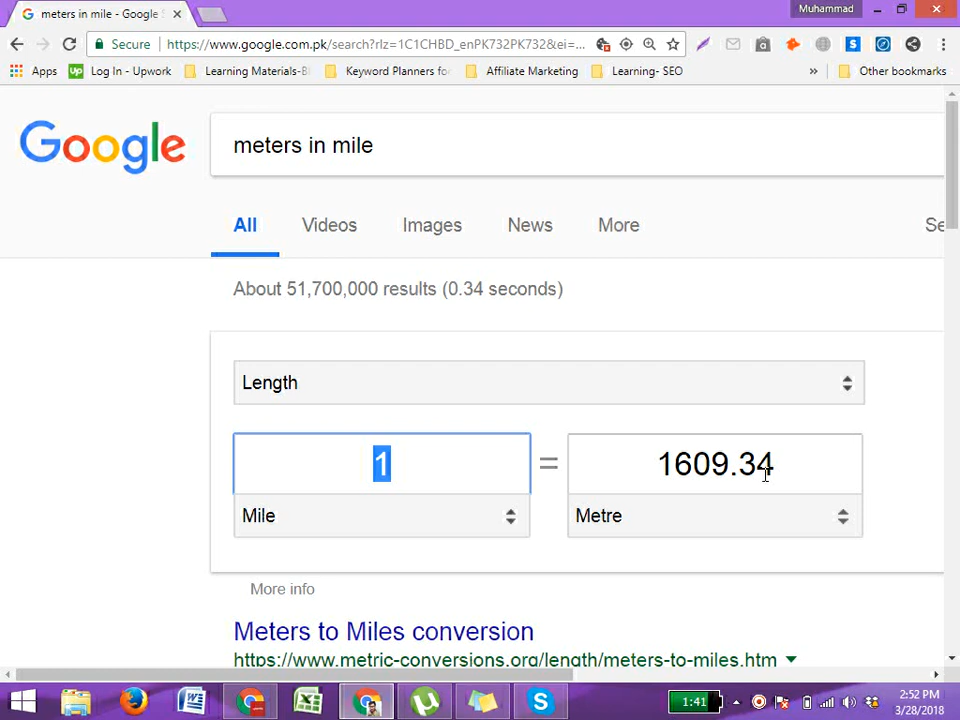 meters in mile - Google S
Muhammad
Secure
https://www.google.com.pk/search?rlz=1C1CHBD_enPK732PK732&ei=...
Apps
Up
Log In - Upwork
Learning Materials-Bl
Keyword Planners fo
Affiliate Marketing
Learning- SEO
»
Other bookmarks
Google
meters in mile
All
Videos
Images
News
More
Se
About 51,700,000 results (0.34 seconds)
Length
1 = 1609.34
Mile
Metre
More info
Meters to Miles conversion
https://www.metric-conversions.org/length/meters-to-miles.htm
1:41
2:52 PM
3/28/2018